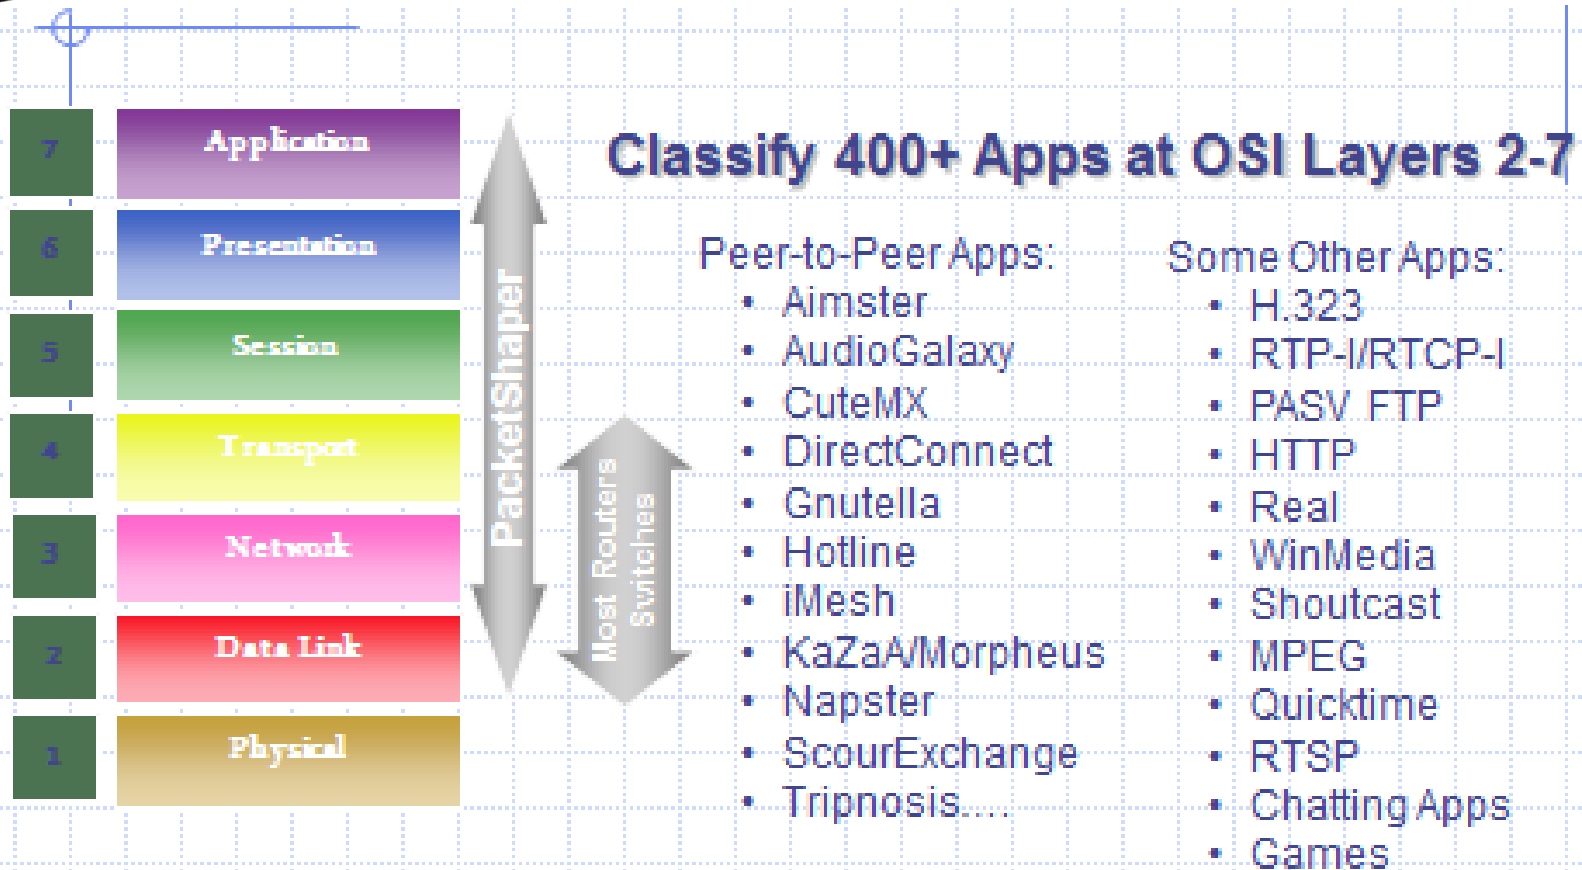 7 Application
6 Presentation
5 Session
4 Transport
3 Network
2 Data Link
1 Physical
PacketShaper
Most Routers
Switches
Classify 400+ Apps at OSI Layers 2-7
Peer-to-Peer Apps:
• Aimster
• AudioGalaxy
• CuteMX
• DirectConnect
• Gnutella
• Hotline
• iMesh
• KaZaA/Morpheus
• Napster
• ScourExchange
• Tripnosis....
Some Other Apps:
• H.323
• RTP-I/RTCP-I
• PASV FTP
• HTTP
• Real
• WinMedia
• Shoutcast
• MPEG
• Quicktime
• RTSP
• Chatting Apps
• Games